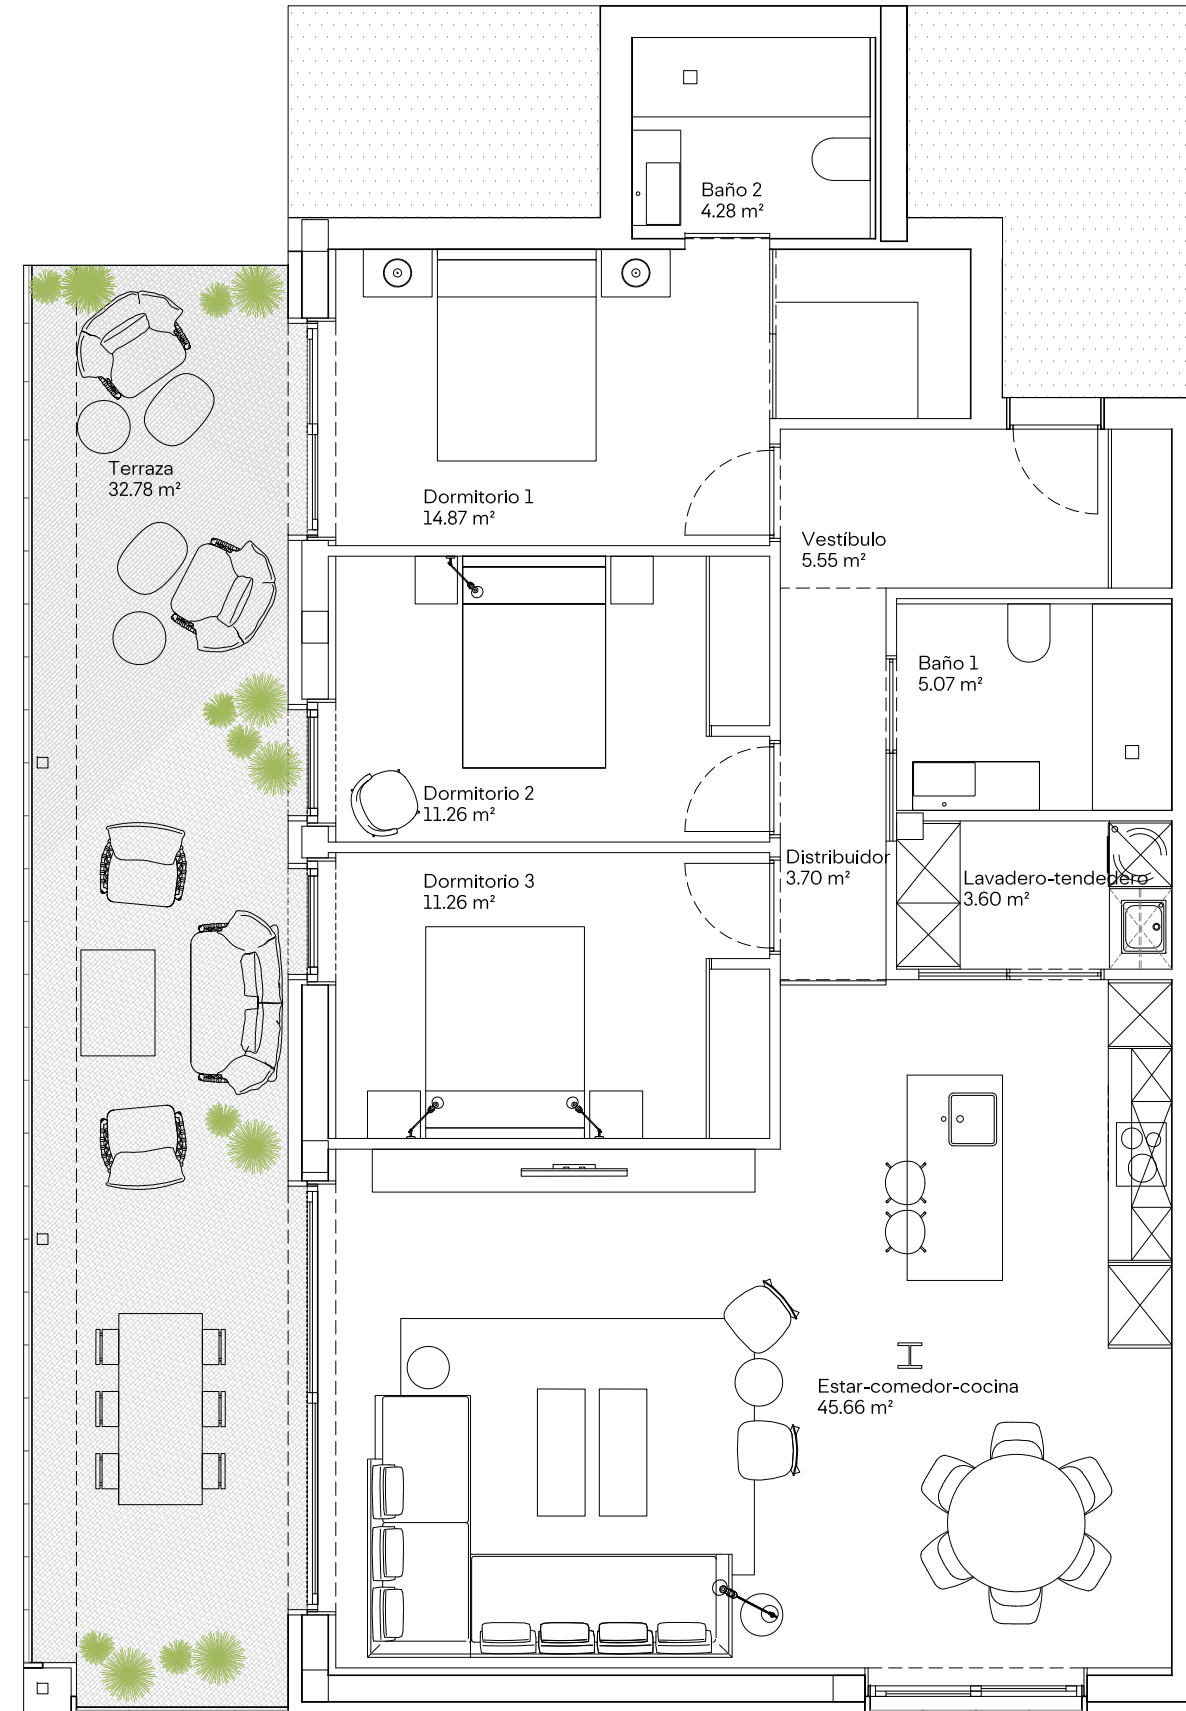 Baño 2
4.28 m²
Terraza
32.78 m²
Dormitorio 1
14.87 m²
Vestíbulo
5.55 m²
Baño 1
5.07 m²
Dormitorio 2
11.26 m²
Distribuidor
3.70 m²
Dormitorio 3
11.26 m²
Lavadero-tendedero
3.60 m²
Estar-comedor-cocina
45.66 m²